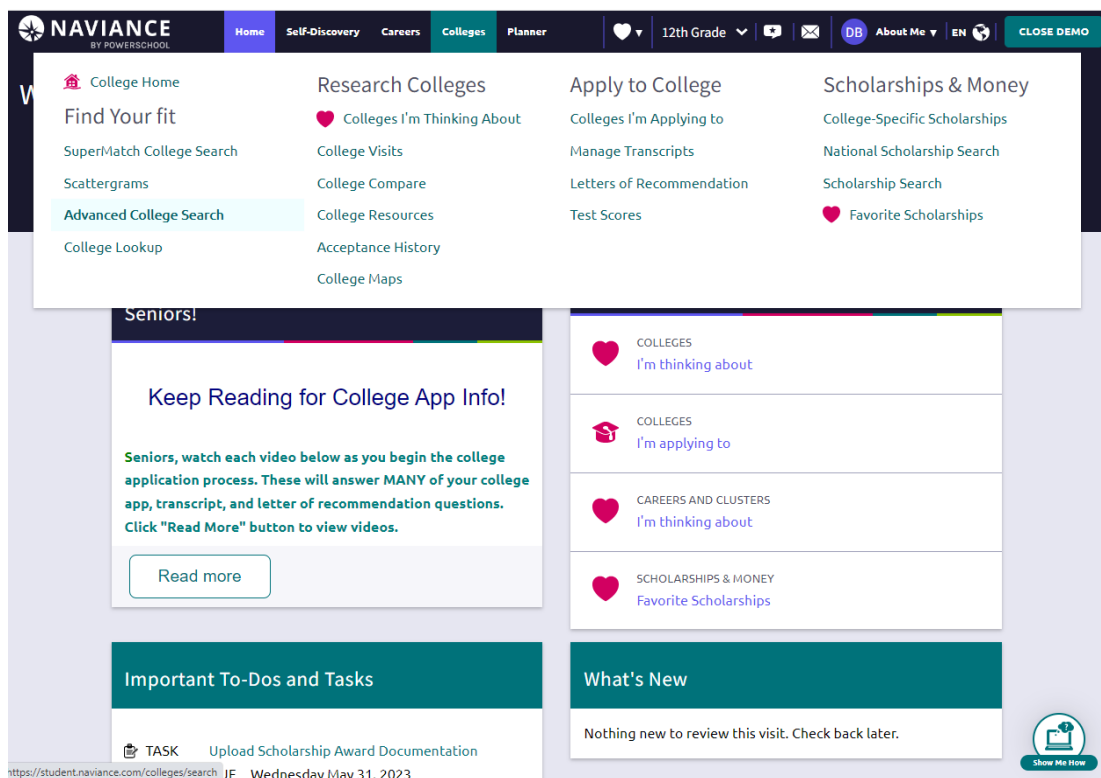 NAVIANCE
BY POWERSCHOOL
Home
Self-Discovery
Careers
Colleges
Planner
12th Grade
DB
About Me
EN
CLOSE DEMO
W
College Home
Find Your fit
SuperMatch College Search
Scattergrams
Advanced College Search
College Lookup
Research Colleges
Colleges I'm Thinking About
College Visits
College Compare
College Resources
Acceptance History
College Maps
Apply to College
Colleges I'm Applying to
Manage Transcripts
Letters of Recommendation
Test Scores
Scholarships & Money
College-Specific Scholarships
National Scholarship Search
Scholarship Search
Favorite Scholarships
Seniors!
Keep Reading for College App Info!
Seniors, watch each video below as you begin the college
application process. These will answer MANY of your college
app, transcript, and letter of recommendation questions.
Click "Read More" button to view videos.
Read more
COLLEGES
I'm thinking about
COLLEGES
I'm applying to
CAREERS AND CLUSTERS
I'm thinking about
SCHOLARSHIPS & MONEY
Favorite Scholarships
Important To-Dos and Tasks
TASK Upload Scholarship Award Documentation
Wednesday May 31, 2023
What's New
Nothing new to review this visit. Check back later.
Show Me How
https://student.naviance.com/colleges/search